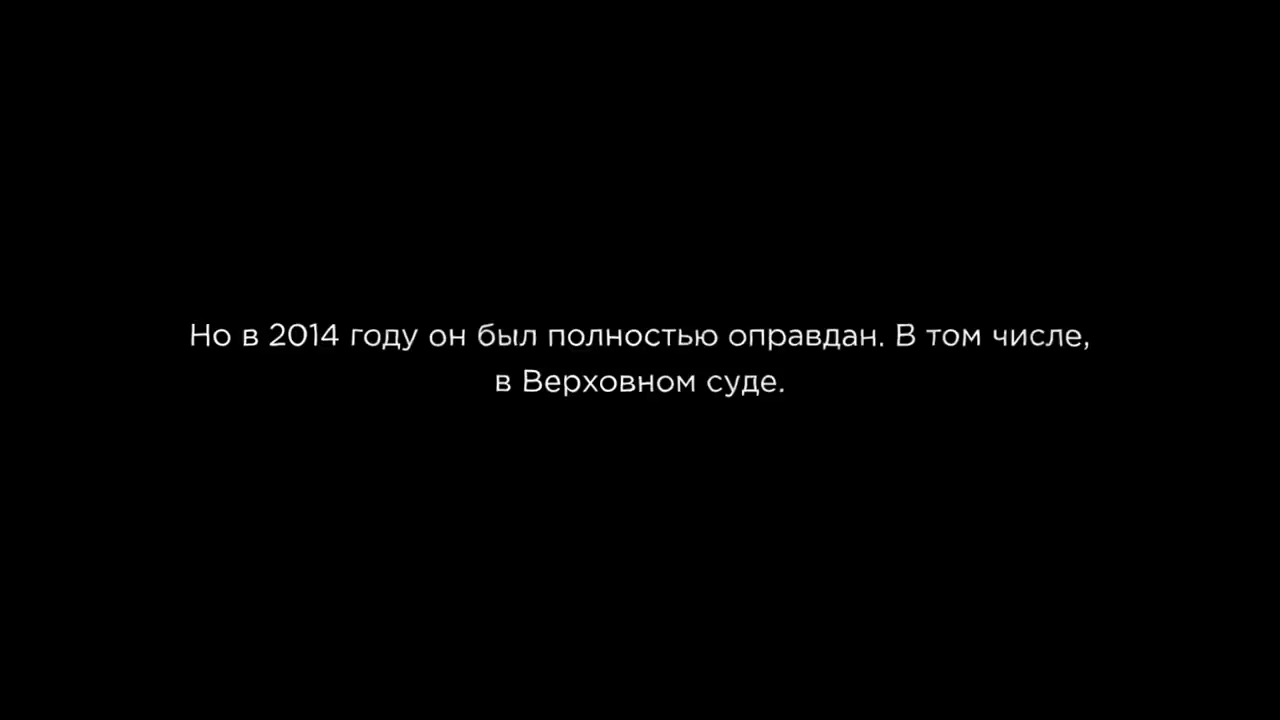 Но в 2014 году он был полностью оправдан. В том числе,
в Верховном суде.